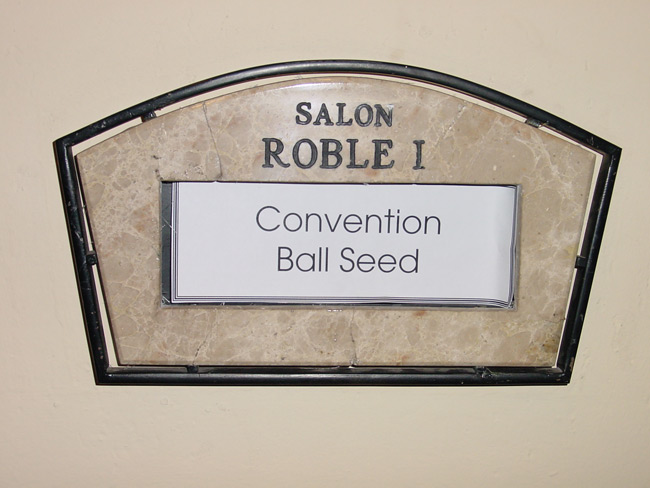 SALON
ROBLE I
Convention
Ball Seed